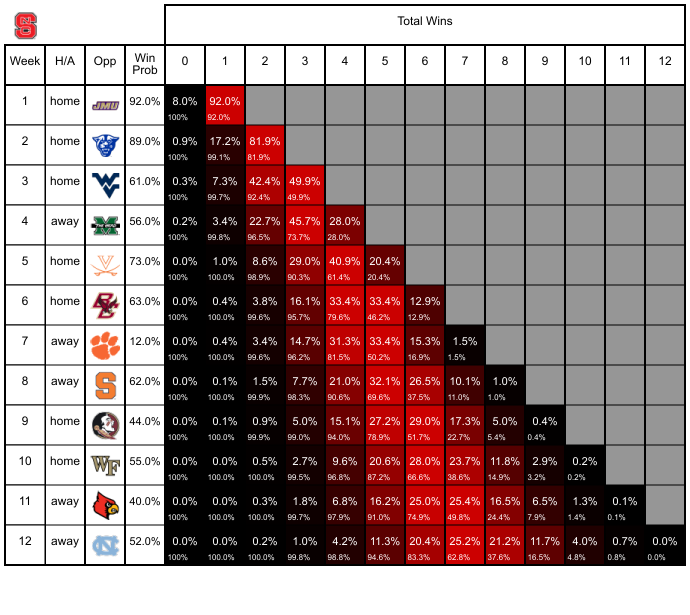 Total Wins
Week H/A Opp Win Prob 0 1 2 3 4 5 6 7 8 9 10 11 12
1 home JMU 92.0% 8.0% 92.0%
100% 92.0%
2 home 89.0% 0.9% 17.2% 81.9%
100% 99.1% 81.9%
3 home 61.0% 0.3% 7.3% 42.4% 49.9%
100% 99.7% 92.4% 49.9%
4 away 56.0% 0.2% 3.4% 22.7% 45.7% 28.0%
100% 99.8% 96.5% 73.7% 28.0%
5 home 73.0% 0.0% 1.0% 8.6% 29.0% 40.9% 20.4%
100% 100.0% 98.9% 90.3% 61.4% 20.4%
6 home 63.0% 0.0% 0.4% 3.8% 16.1% 33.4% 33.4% 12.9%
100% 100.0% 99.6% 95.7% 79.6% 46.2% 12.9%
7 away 12.0% 0.0% 0.4% 3.4% 14.7% 31.3% 33.4% 15.3% 1.5%
100% 100.0% 99.6% 96.2% 81.5% 50.2% 16.9% 1.5%
8 away S 62.0% 0.0% 0.1% 1.5% 7.7% 21.0% 32.1% 26.5% 10.1% 1.0%
100% 100.0% 99.9% 98.3% 90.6% 69.6% 37.5% 11.0% 1.0%
9 home 44.0% 0.0% 0.1% 0.9% 5.0% 15.1% 27.2% 29.0% 17.3% 5.0% 0.4%
100% 100.0% 99.9% 99.0% 94.0% 78.9% 51.7% 22.7% 5.4% 0.4%
10 home WF 55.0% 0.0% 0.0% 0.5% 2.7% 9.6% 20.6% 28.0% 23.7% 11.8% 2.9% 0.2%
100% 100.0% 100.0% 99.5% 96.8% 87.2% 66.6% 38.6% 14.9% 3.2% 0.2%
11 away 40.0% 0.0% 0.0% 0.3% 1.8% 6.8% 16.2% 25.0% 25.4% 16.5% 6.5% 1.3% 0.1%
100% 100.0% 100.0% 99.7% 97.9% 91.0% 74.9% 49.8% 24.4% 7.9% 1.4% 0.1%
12 away NC 52.0% 0.0% 0.0% 0.2% 1.0% 4.2% 11.3% 20.4% 25.2% 21.2% 11.7% 4.0% 0.7% 0.0%
100% 100.0% 100.0% 99.8% 98.8% 94.6% 83.3% 62.8% 37.6% 16.5% 4.8% 0.8% 0.0%